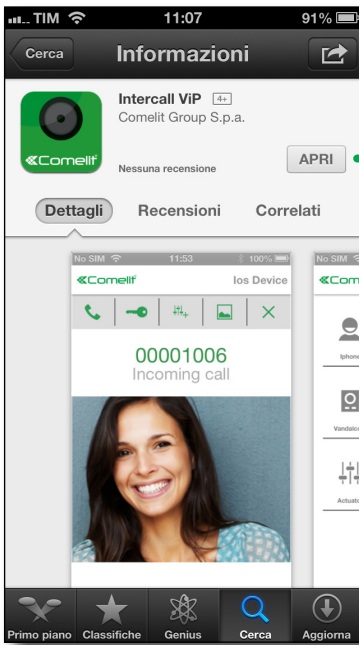 TIM 11:07 91%
Cerca Informazioni
Intercall ViP 4+
Comelit Group S.p.a.
Comelit
Nessuna recensione
APRI
Dettagli Recensioni Correlati
No SIM 11:53 100%
No SIM
Comelit Ios Device
Com
00001006
Incoming call
Iphone
Vandalco
Actuato
Primo piano Classifiche Genius Cerca Aggiorna